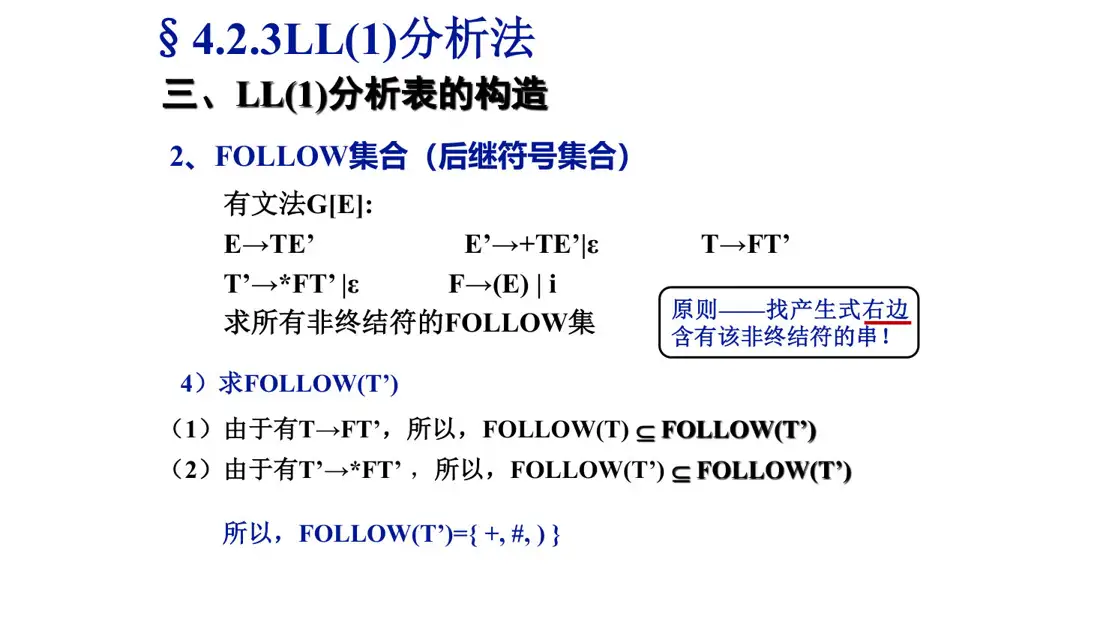 §4.2.3LL(1)分析法
三、LL(1)分析表的构造
2、FOLLOW集合（后继符号集合）
有文法G[E]:
E→TE’ E’→+TE’|ε T→FT’
T’→*FT’ |ε F→(E) | i
求所有非终结符的FOLLOW集
原则——找产生式右边
含有该非终结符的串！
4）求FOLLOW(T’)
（1）由于有T→FT’，所以，FOLLOW(T) ⊆ FOLLOW(T’)
（2）由于有T’→*FT’ ，所以，FOLLOW(T’) ⊆ FOLLOW(T’)
所以，FOLLOW(T’)={ +, #, ) }